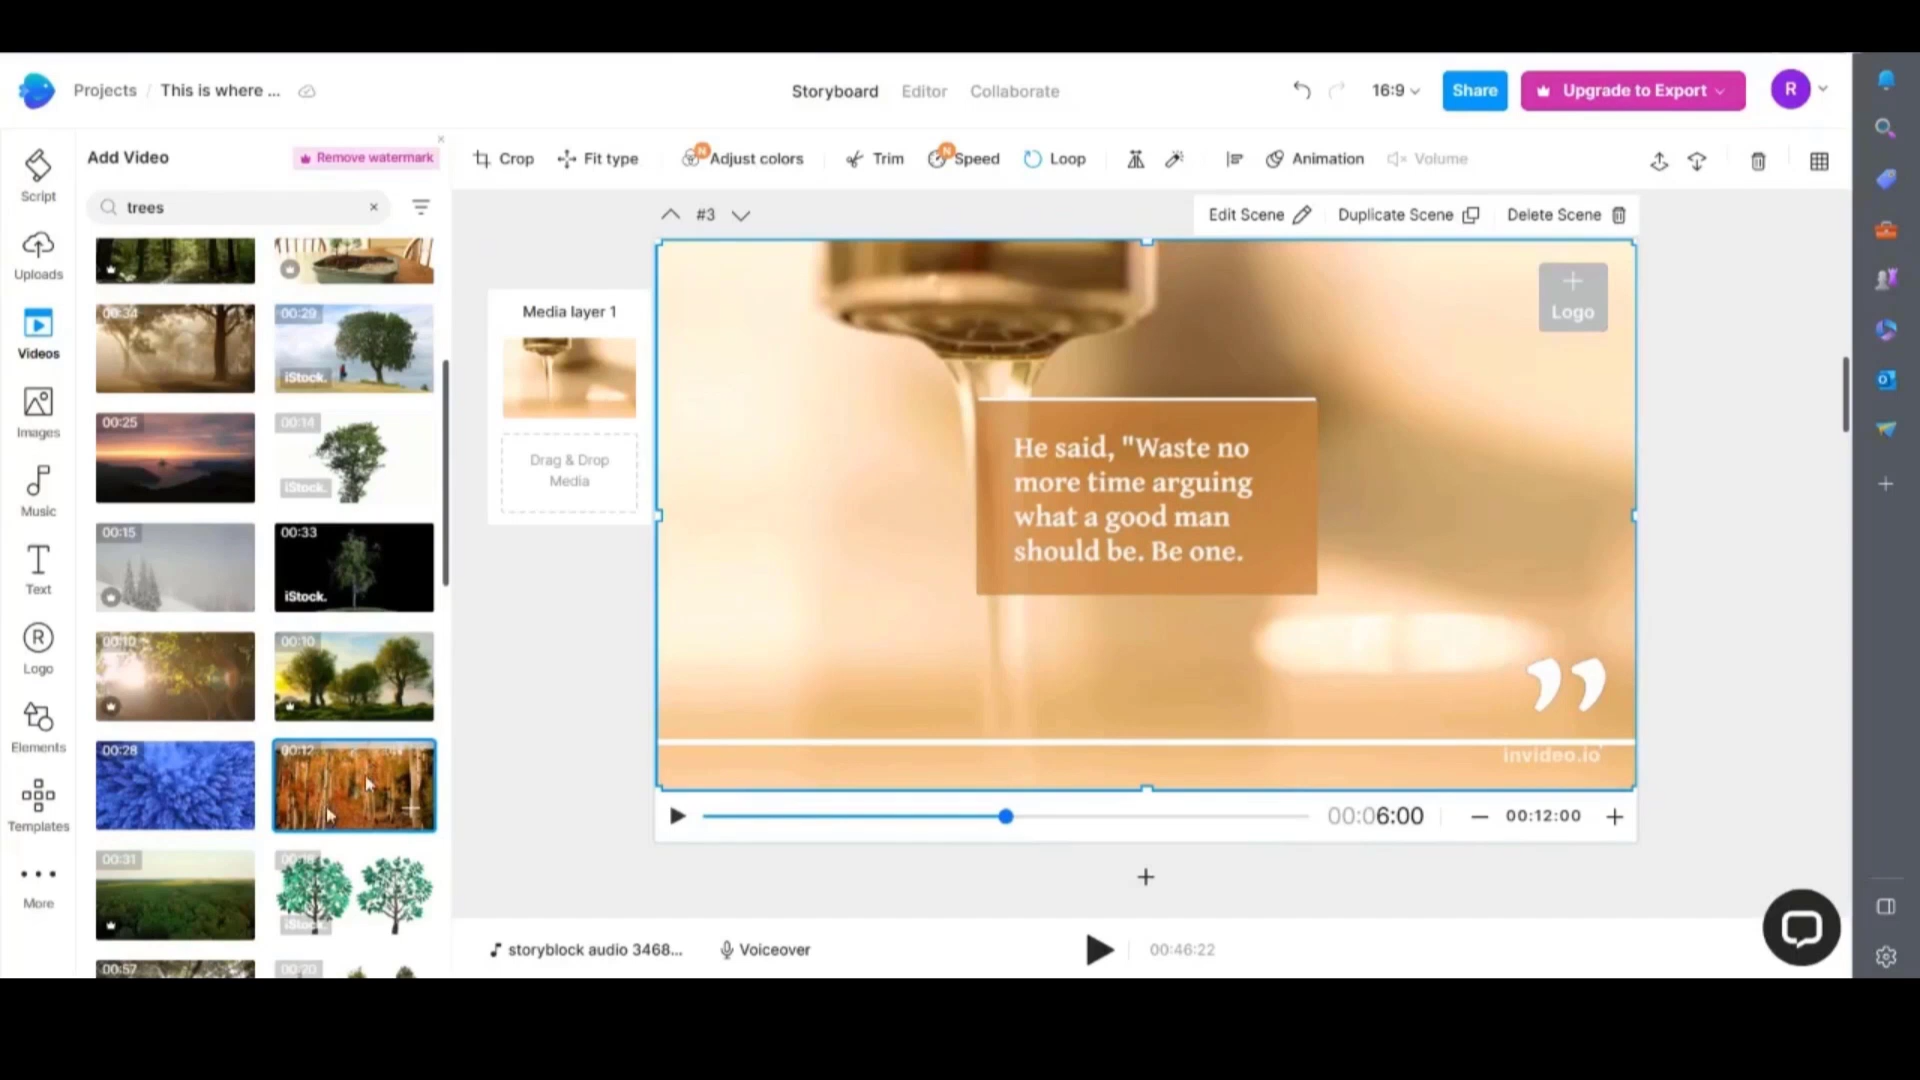 Projects / This is where ...
Storyboard Editor Collaborate
16:9
Share
Upgrade to Export
R
Script
Uploads
Videos
Images
Music
Text
Logo
Elements
Templates
More
Add Video
Remove watermark
trees
00:34
00:29
iStock.
00:25
00:14
iStock.
00:15
00:33
iStock.
00:10
00:10
00:28
00:12
00:31
iStock.
00:57
00:20
Crop
Fit type
N
Adjust colors
Trim
N
Speed
Loop
Animation
Volume
#3
Edit Scene
Duplicate Scene
Delete Scene
Media layer 1
Drag & Drop
Media
Logo
He said, "Waste no
more time arguing
what a good man
should be. Be one.
”
invideo.io
00:06:00
00:12:00
storyblock audio 3468...
Voiceover
00:46:22